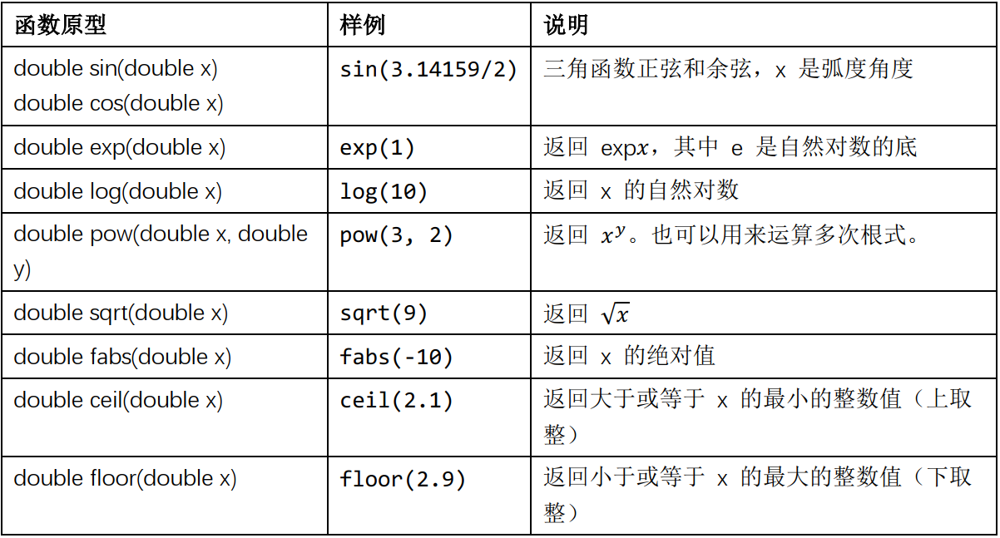 函数原型 样例 说明
double sin(double x) sin(3.14159/2) 三角函数正弦和余弦，x 是弧度角度
double cos(double x)
double exp(double x) exp(1) 返回 expx，其中 e 是自然对数的底
double log(double x) log(10) 返回 x 的自然对数
double pow(double x, double pow(3, 2) 返回 x^y。也可以用来运算多次根式。
y)
double sqrt(double x) sqrt(9) 返回 √x
double fabs(double x) fabs(-10) 返回 x 的绝对值
double ceil(double x) ceil(2.1) 返回大于或等于 x 的最小的整数值（上取
整）
double floor(double x) floor(2.9) 返回小于或等于 x 的最大的整数值（下取
整）